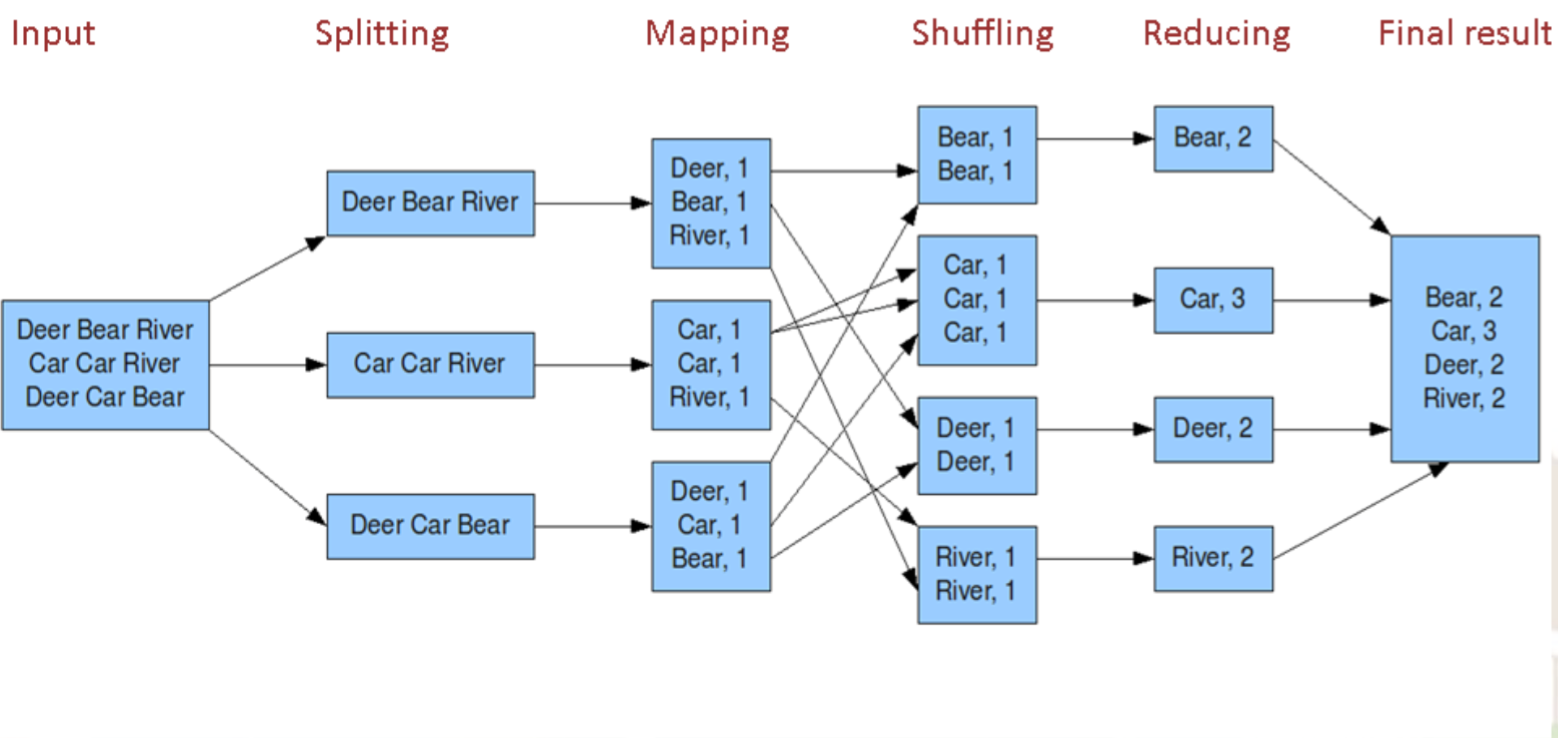 Input
Splitting
Mapping
Shuffling
Reducing
Final result
Deer Bear River
Car Car River
Deer Car Bear
Deer Bear River
Car Car River
Deer Car Bear
Deer, 1
Bear, 1
River, 1
Car, 1
Car, 1
River, 1
Deer, 1
Car, 1
Bear, 1
Bear, 1
Bear, 1
Car, 1
Car, 1
Car, 1
Deer, 1
Deer, 1
River, 1
River, 1
Bear, 2
Car, 3
Deer, 2
River, 2
Bear, 2
Car, 3
Deer, 2
River, 2